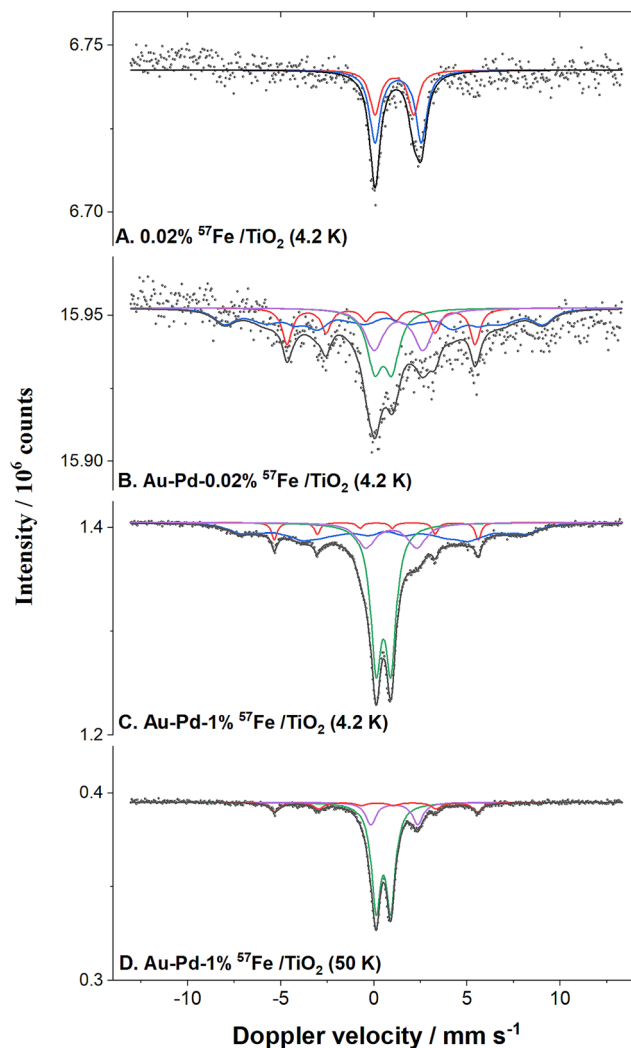 6.75
6.70
A. 0.02% ⁵⁷Fe /TiO₂ (4.2 K)
15.95
15.90
B. Au-Pd-0.02% ⁵⁷Fe /TiO₂ (4.2 K)
Intensity / 10⁶ counts
1.4
1.2
C. Au-Pd-1% ⁵⁷Fe /TiO₂ (4.2 K)
0.4
0.3
D. Au-Pd-1% ⁵⁷Fe /TiO₂ (50 K)
-10 -5 0 5 10
Doppler velocity / mm s⁻¹